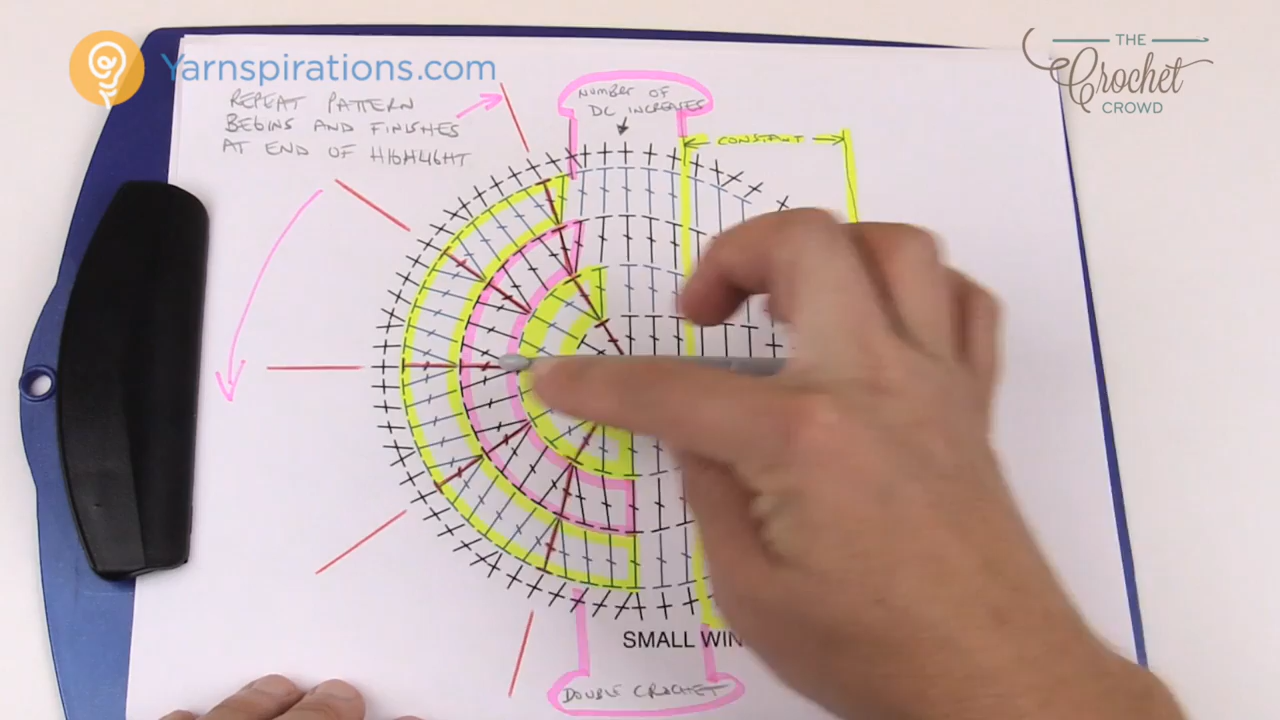 Yarnspirations.com
THE
Crochet
CROWD
REPEAT PATTERN
BEGINS AND FINISHES
AT END OF HIGHLIGHT
NUMBER OF
DC INCREASES
CONSTANT
SMALL WIN
DOUBLE CROCHET